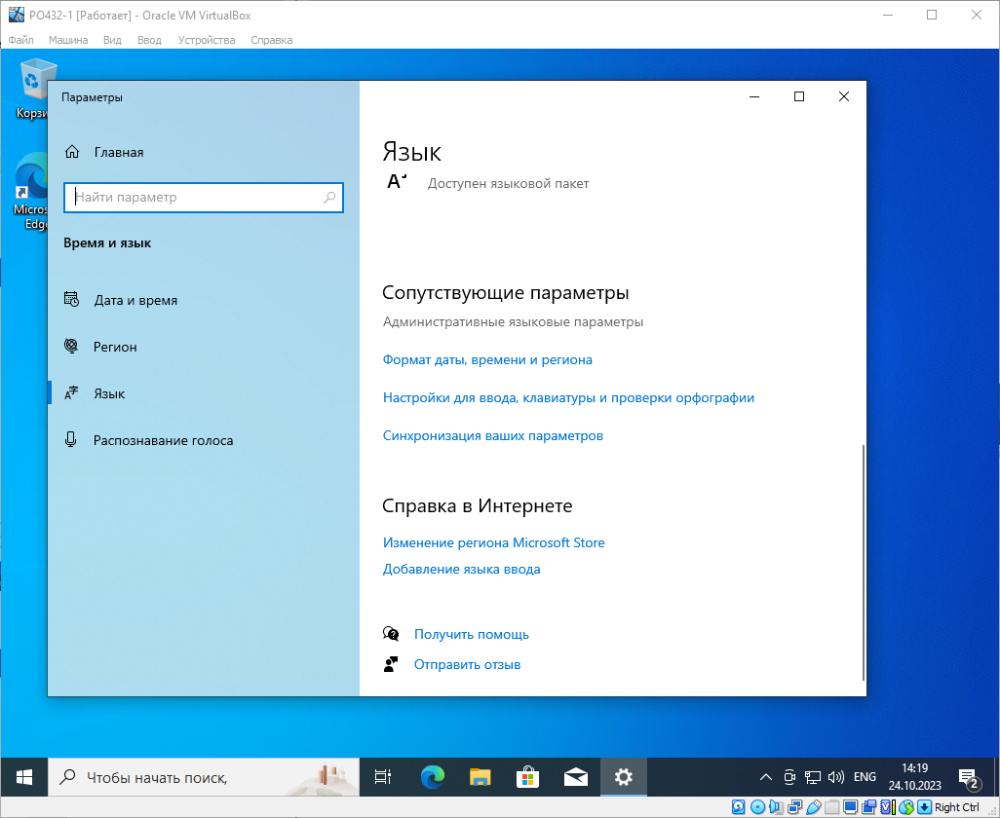 PO432-1 [Работает] - Oracle VM VirtualBox
Файл Машина Вид Ввод Устройства Справка
Параметры
Главная
Найти параметр
Время и язык
Дата и время
Регион
Язык
Распознавание голоса
Язык
Доступен языковой пакет
Сопутствующие параметры
Административные языковые параметры
Формат даты, времени и региона
Настройки для ввода, клавиатуры и проверки орфографии
Синхронизация ваших параметров
Справка в Интернете
Изменение региона Microsoft Store
Добавление языка ввода
Получить помощь
Отправить отзыв
Корзи
Micros
Edge
Чтобы начать поиск,
ENG
14:19
24.10.2023
2
Right Ctrl